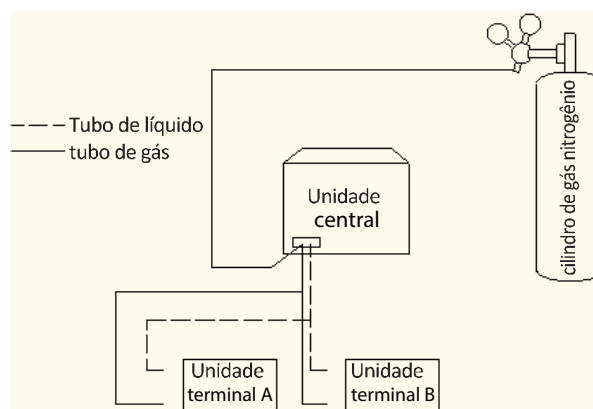 Tubo de líquido
tubo de gás
Unidade
central
cilindro de gás nitrogênio
Unidade
terminal A
Unidade
terminal B